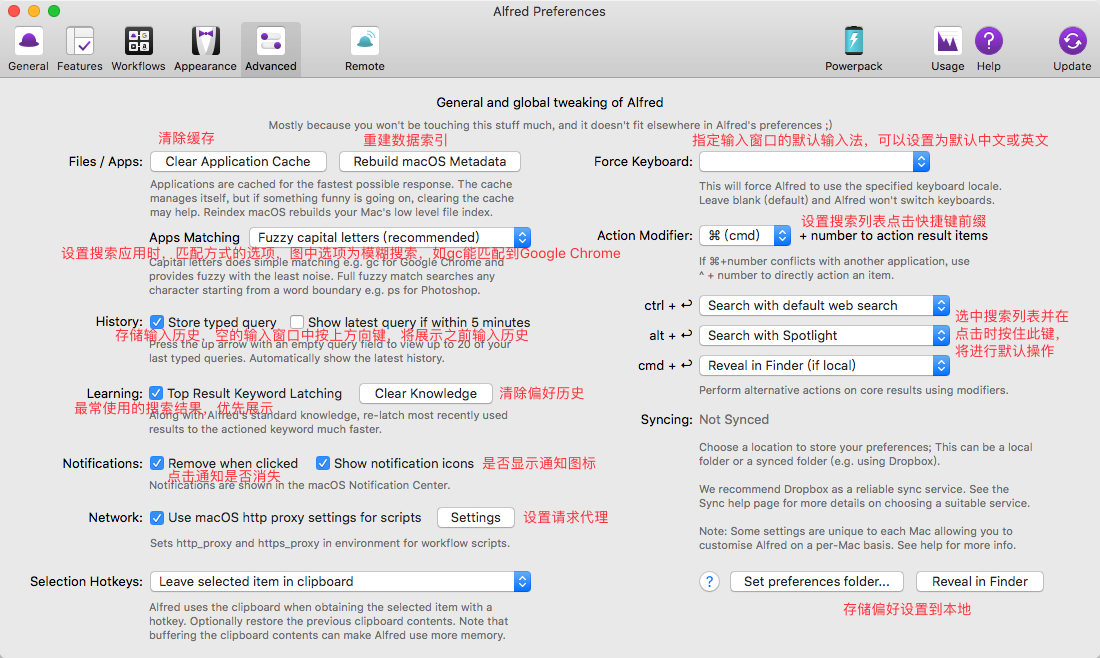 Alfred Preferences
General
Features
Workflows
Appearance
Advanced
Remote
Powerpack
Usage
Help
Update
General and global tweaking of Alfred
Mostly because you won't be touching this stuff much, and it doesn't fit elsewhere in Alfred's preferences ;)
清除缓存
重建数据索引
Files / Apps:
Clear Application Cache
Rebuild macOS Metadata
Applications are cached for the fastest possible response. The cache
manages itself, but if something funny is going on, clearing the cache
may help. Reindex macOS rebuilds your Mac's low level file index.
Apps Matching
Fuzzy capital letters (recommended)
设置搜索应用时，匹配方式的选项，图中选项为模糊搜索，如gc能匹配到Google Chrome
Capital letters does simple matching e.g. gc for Google Chrome and
provides fuzzy with the least noise. Full fuzzy match searches any
character starting from a word boundary e.g. ps for Photoshop.
History:
Store typed query
Show latest query if within 5 minutes
存储输入历史，空的输入窗口中按上方向键，将展示之前输入历史
Press the up arrow with an empty query field to view up to 20 of your
last typed queries. Automatically show the latest history.
Learning:
Top Result Keyword Latching
Clear Knowledge
清除偏好历史
最常使用的搜索结果，优先展示
Along with Alfred's standard knowledge, re-latch most recently used
results to the actioned keyword much faster.
Notifications:
Remove when clicked
Show notification icons
是否显示通知图标
点击通知是否消失
Notifications are shown in the macOS Notification Center.
Network:
Use macOS http proxy settings for scripts
Settings
设置请求代理
Sets http_proxy and https_proxy in environment for workflow scripts.
Selection Hotkeys:
Leave selected item in clipboard
Alfred uses the clipboard when obtaining the selected item with a
hotkey. Optionally restore the previous clipboard contents. Note that
buffering the clipboard contents can make Alfred use more memory.
指定输入窗口的默认输入法，可以设置为默认中文或英文
Force Keyboard:
This will force Alfred to use the specified keyboard locale.
Leave blank (default) and Alfred won't switch keyboards.
设置搜索列表点击快捷键前缀
Action Modifier:
⌘ (cmd)
+ number to action result items
If ⌘+number conflicts with another application, use
^ + number to directly action an item.
ctrl + ↩
Search with default web search
alt + ↩
Search with Spotlight
cmd + ↩
Reveal in Finder (if local)
选中搜索列表并在
点击时按住此键，
将进行默认操作
Perform alternative actions on core results using modifiers.
Syncing:
Not Synced
Choose a location to store your preferences; This can be a local
folder or a synced folder (e.g. using Dropbox).
We recommend Dropbox as a reliable sync service. See the
Sync help page for more details on choosing a suitable service.
Note: Some settings are unique to each Mac allowing you to
customise Alfred on a per-Mac basis. See help for more info.
?
Set preferences folder...
Reveal in Finder
存储偏好设置到本地